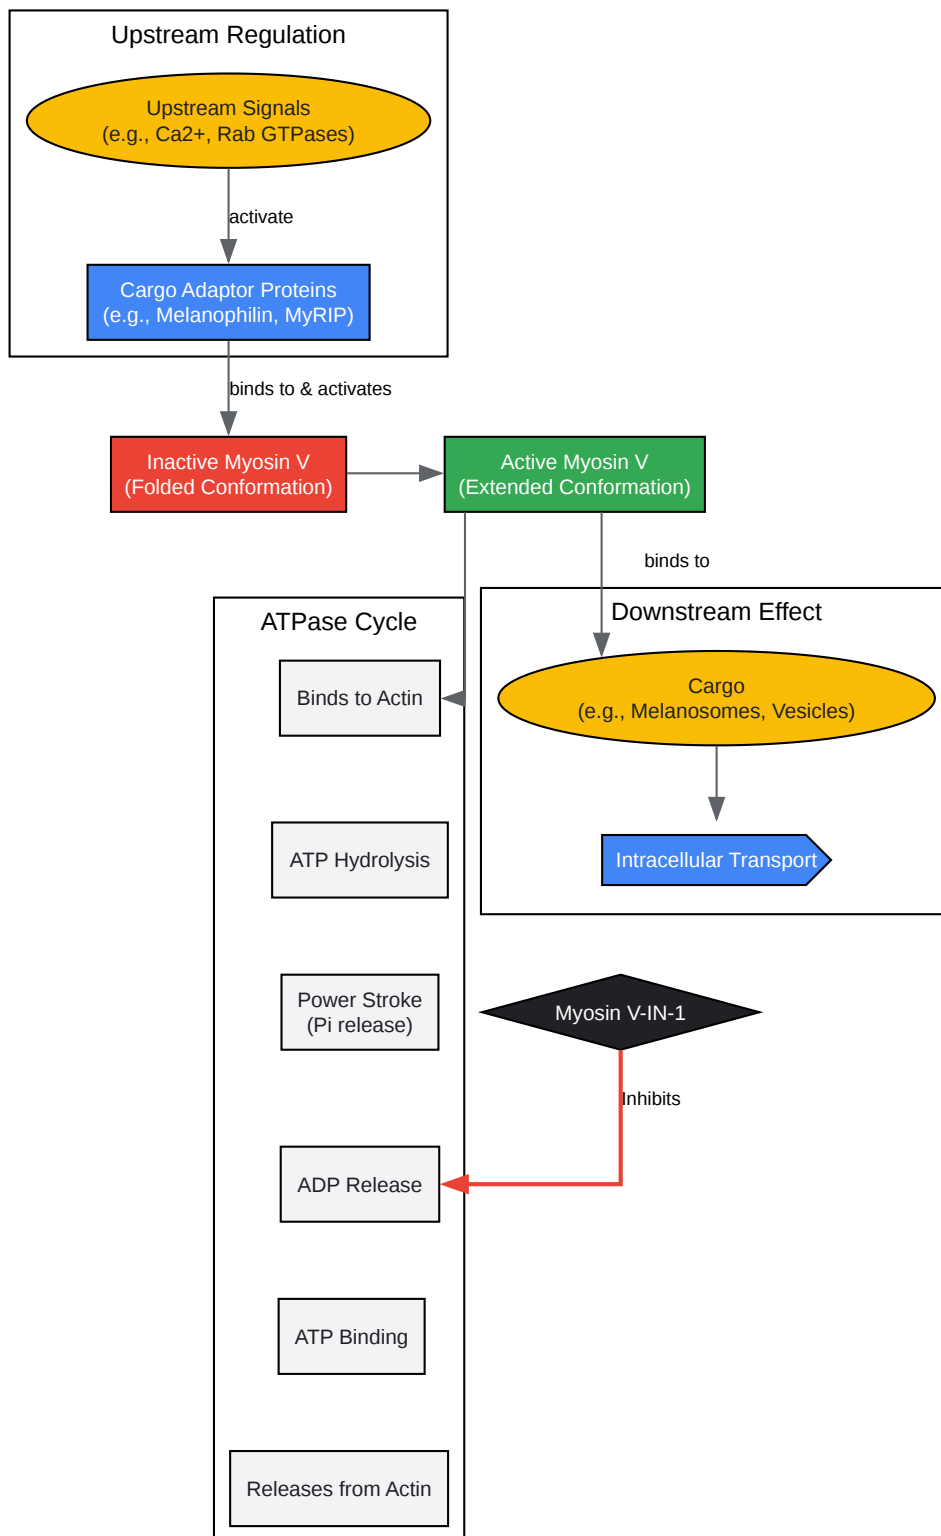 Upstream Regulation
Upstream Signals
(e.g., Ca2+, Rab GTPases)
activate
Cargo Adaptor Proteins
(e.g., Melanophilin, MyRIP)
binds to & activates
Inactive Myosin V
(Folded Conformation)
Active Myosin V
(Extended Conformation)
binds to
ATPase Cycle
Binds to Actin
ATP Hydrolysis
Power Stroke
(Pi release)
ADP Release
ATP Binding
Releases from Actin
Downstream Effect
Cargo
(e.g., Melanosomes, Vesicles)
Intracellular Transport
Myosin V-IN-1
Inhibits